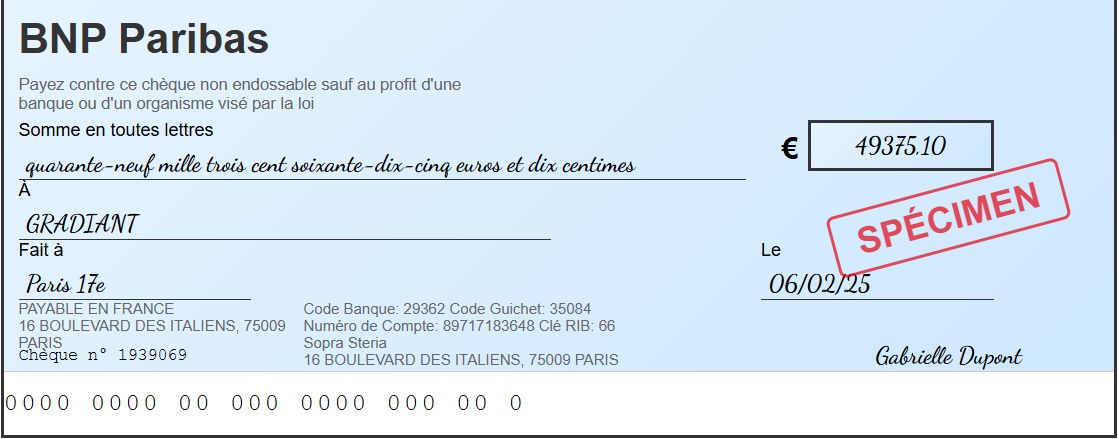 BNP Paribas
Payez contre ce chèque non endossable sauf au profit d'une
banque ou d'un organisme visé par la loi
Somme en toutes lettres
quarante-neuf mille trois cent soixante-dix-cinq euros et dix centimes
€ 49375.10
À
GRADIANT
SPÉCIMEN
Fait à
Le
Paris 17e
06/02/25
PAYABLE EN FRANCE
16 BOULEVARD DES ITALIENS, 75009
PARIS
Chèque n° 1939069
Code Banque: 29362 Code Guichet: 35084
Numéro de Compte: 89717183648 Clé RIB: 66
Sopra Steria
16 BOULEVARD DES ITALIENS, 75009 PARIS
Gabrielle Dupont
0000 0000 00 000 0000 000 00 0